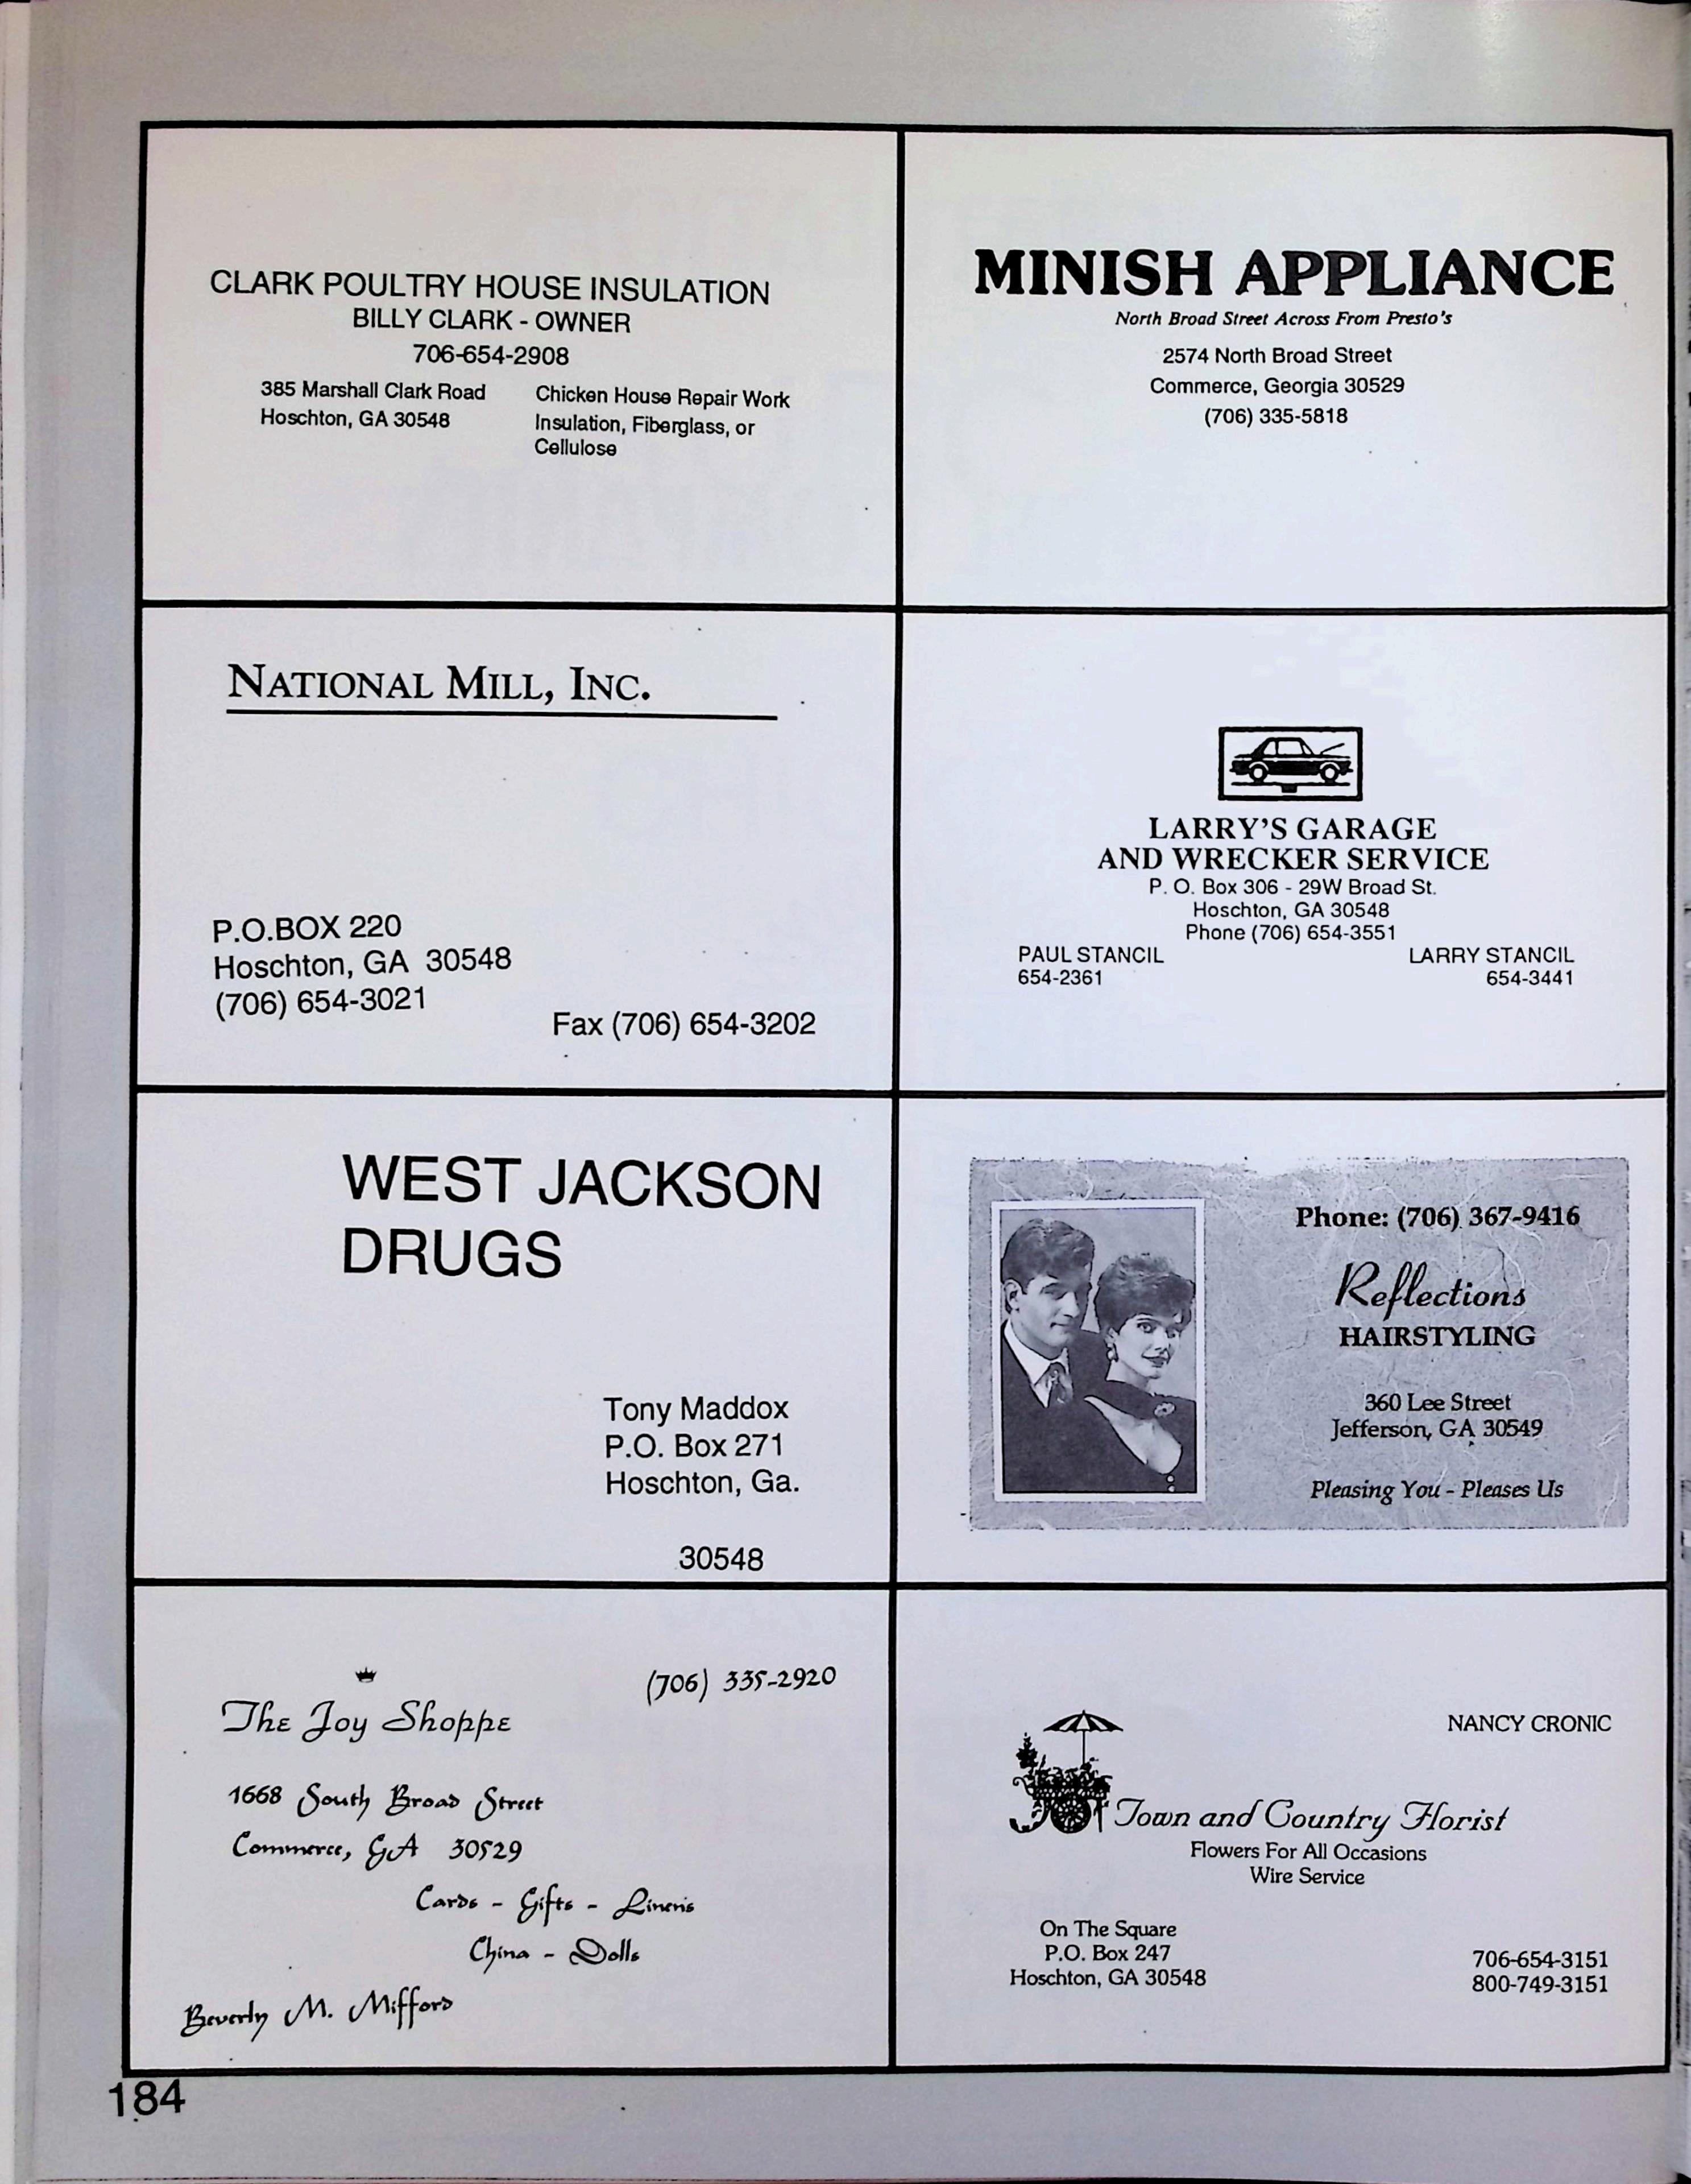 CLARK POULTRY HOUSE INSULATION
BILLY CLARK - OWNER
706-654-2908
385 Marshall Clark Road
Hoschton, GA 30548
Chicken House Repair Work
Insulation, Fiberglass, or
Cellulose
MINISH APPLIANCE
North Broad Street Across From Presto's
2574 North Broad Street
Commerce, Georgia 30529
(706) 335-5818
NATIONAL MILL, INC.
P.O.BOX 220
Hoschton, GA 30548
(706) 654-3021
Fax (706) 654-3202
LARRY'S GARAGE
AND WRECKER SERVICE
P. O. Box 306 - 29W Broad St.
Hoschton, GA 30548
Phone (706) 654-3551
PAUL STANCIL
654-2361
LARRY STANCIL
654-3441
WEST JACKSON
DRUGS
Tony Maddox
P.O. Box 271
Hoschton, Ga.
30548
Phone: (706) 367-9416
Reflections
HAIRSTYLING
360 Lee Street
Jefferson, GA 30549
Pleasing You - Pleases Us
(706) 335-2920
The Joy Shoppe
1668 South Broad Street
Commerce, GA 30529
Cards - Gifts - Linens
China - Dolls
Beverly M. Mifford
NANCY CRONIC
Town and Country Florist
Flowers For All Occasions
Wire Service
On The Square
P.O. Box 247
Hoschton, GA 30548
706-654-3151
800-749-3151
184